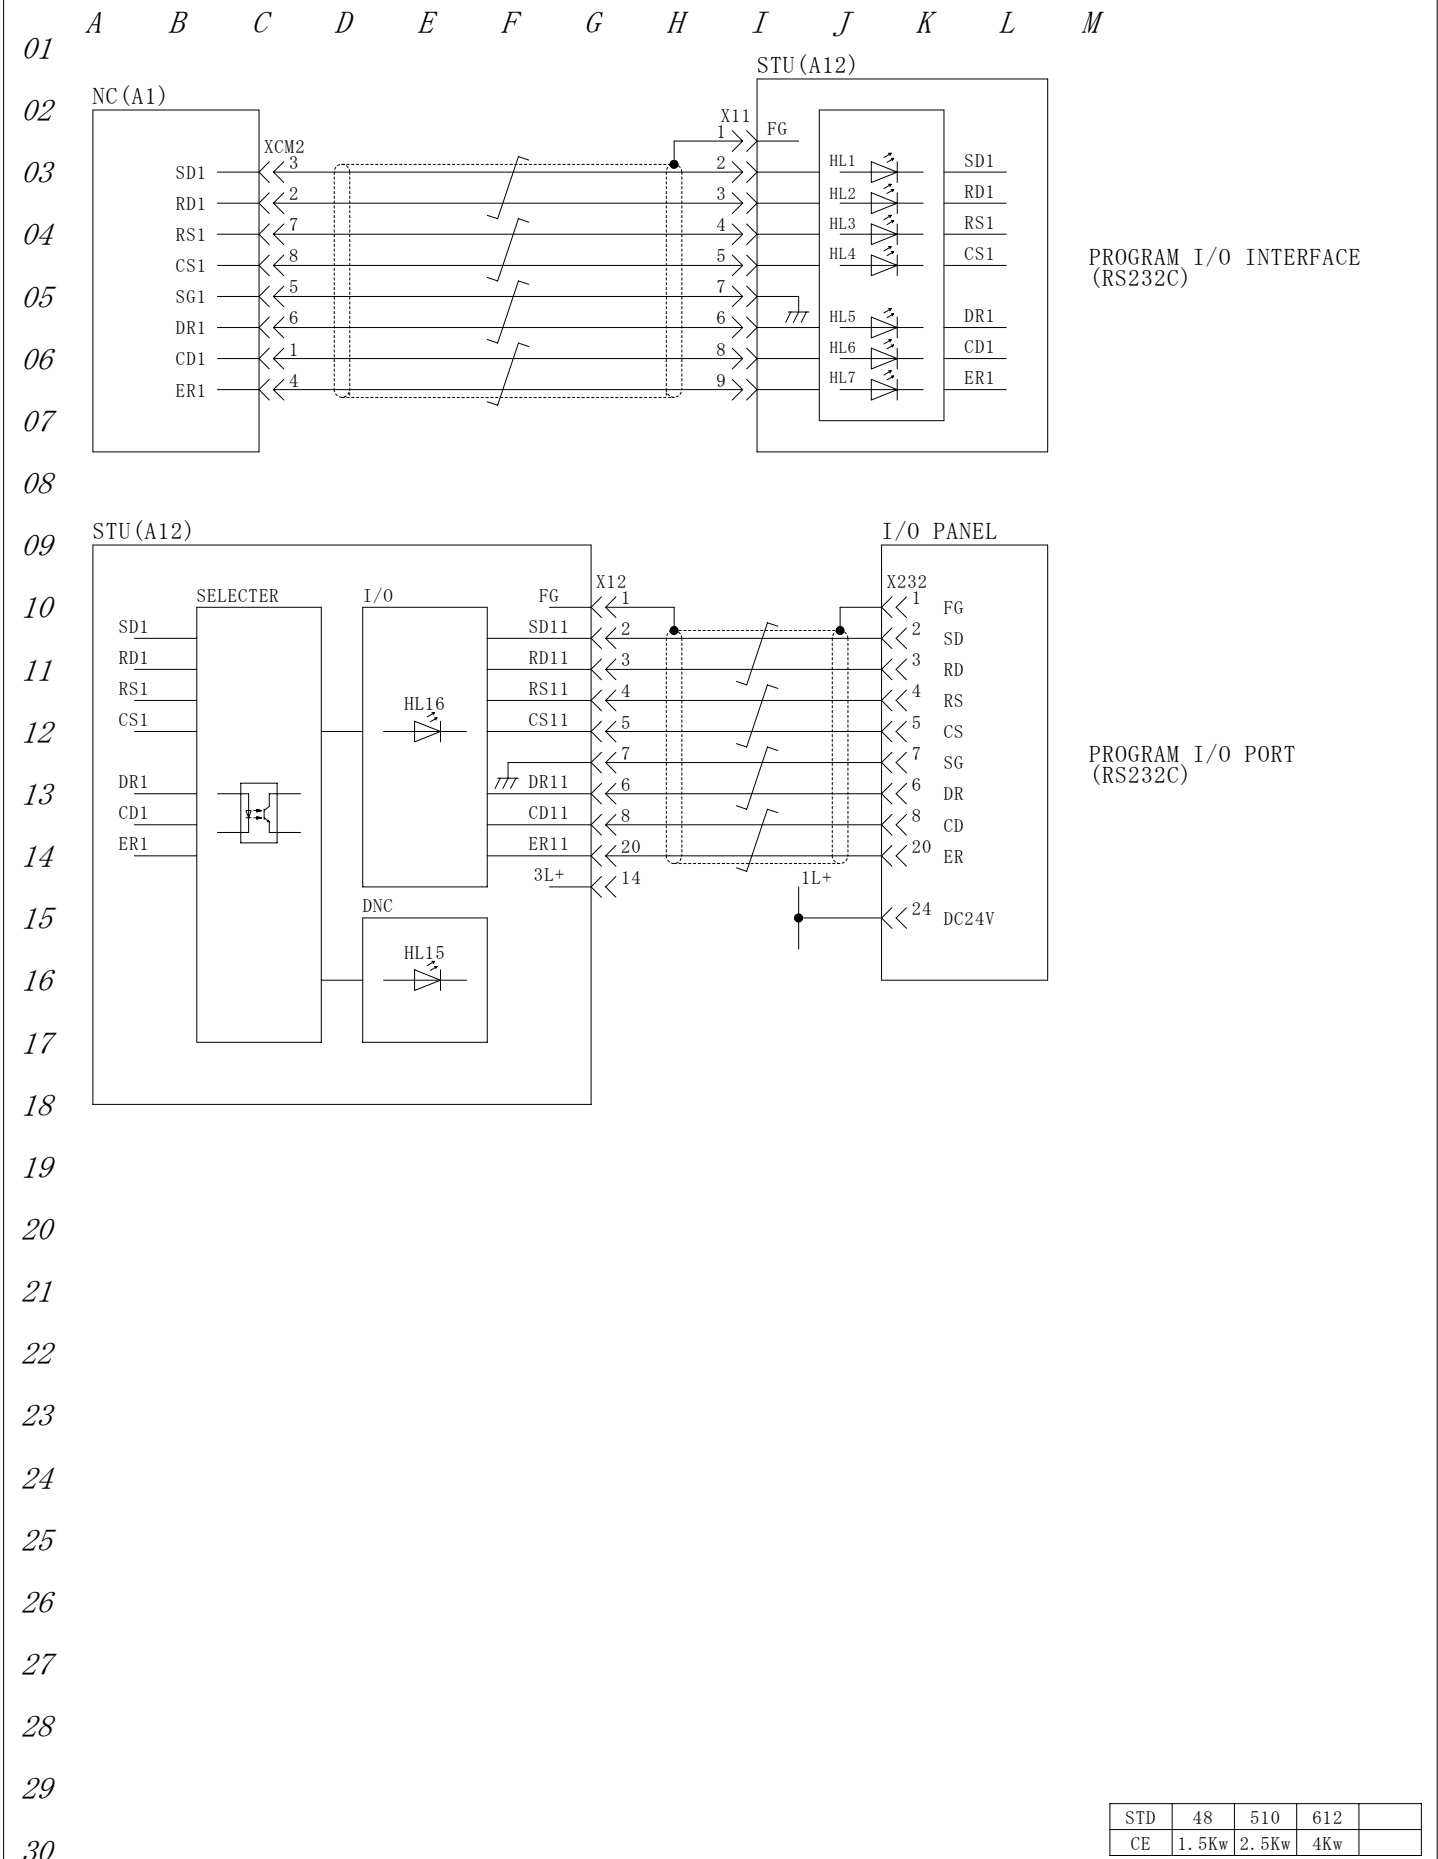 A B C D E F G H I J K L M
01
STU(A12)
02 NC(A1)
X11
1 FG
XCM2
03 SD1 3 2 HL1 SD1
RD1 2 3 HL2 RD1
04 RS1 7 4 HL3 RS1
CS1 8 5 HL4 CS1
PROGRAM I/O INTERFACE
(RS232C)
05 SG1 5 7
DR1 6 6 HL5 DR1
06 CD1 1 8 HL6 CD1
ER1 4 9 HL7 ER1
07
08
STU(A12) I/O PANEL
09
X12 X232
10 SELECTER I/O FG 1 1 FG
SD1 SD11 2 2 SD
11 RD1 RD11 3 3 RD
RS1 HL16 RS11 4 4 RS
12 CS1 CS11 5 5 CS
7 7 SG
PROGRAM I/O PORT
(RS232C)
13 DR1 DR11 6 6 DR
CD1 CD11 8 8 CD
14 ER1 ER11 20 20 ER
3L+ 14 1L+
15 DNC 24 DC24V
HL15
16
17
18
19
20
21
22
23
24
25
26
27
28
29
STD 48 510 612
30 CE 1.5Kw 2.5Kw 4Kw